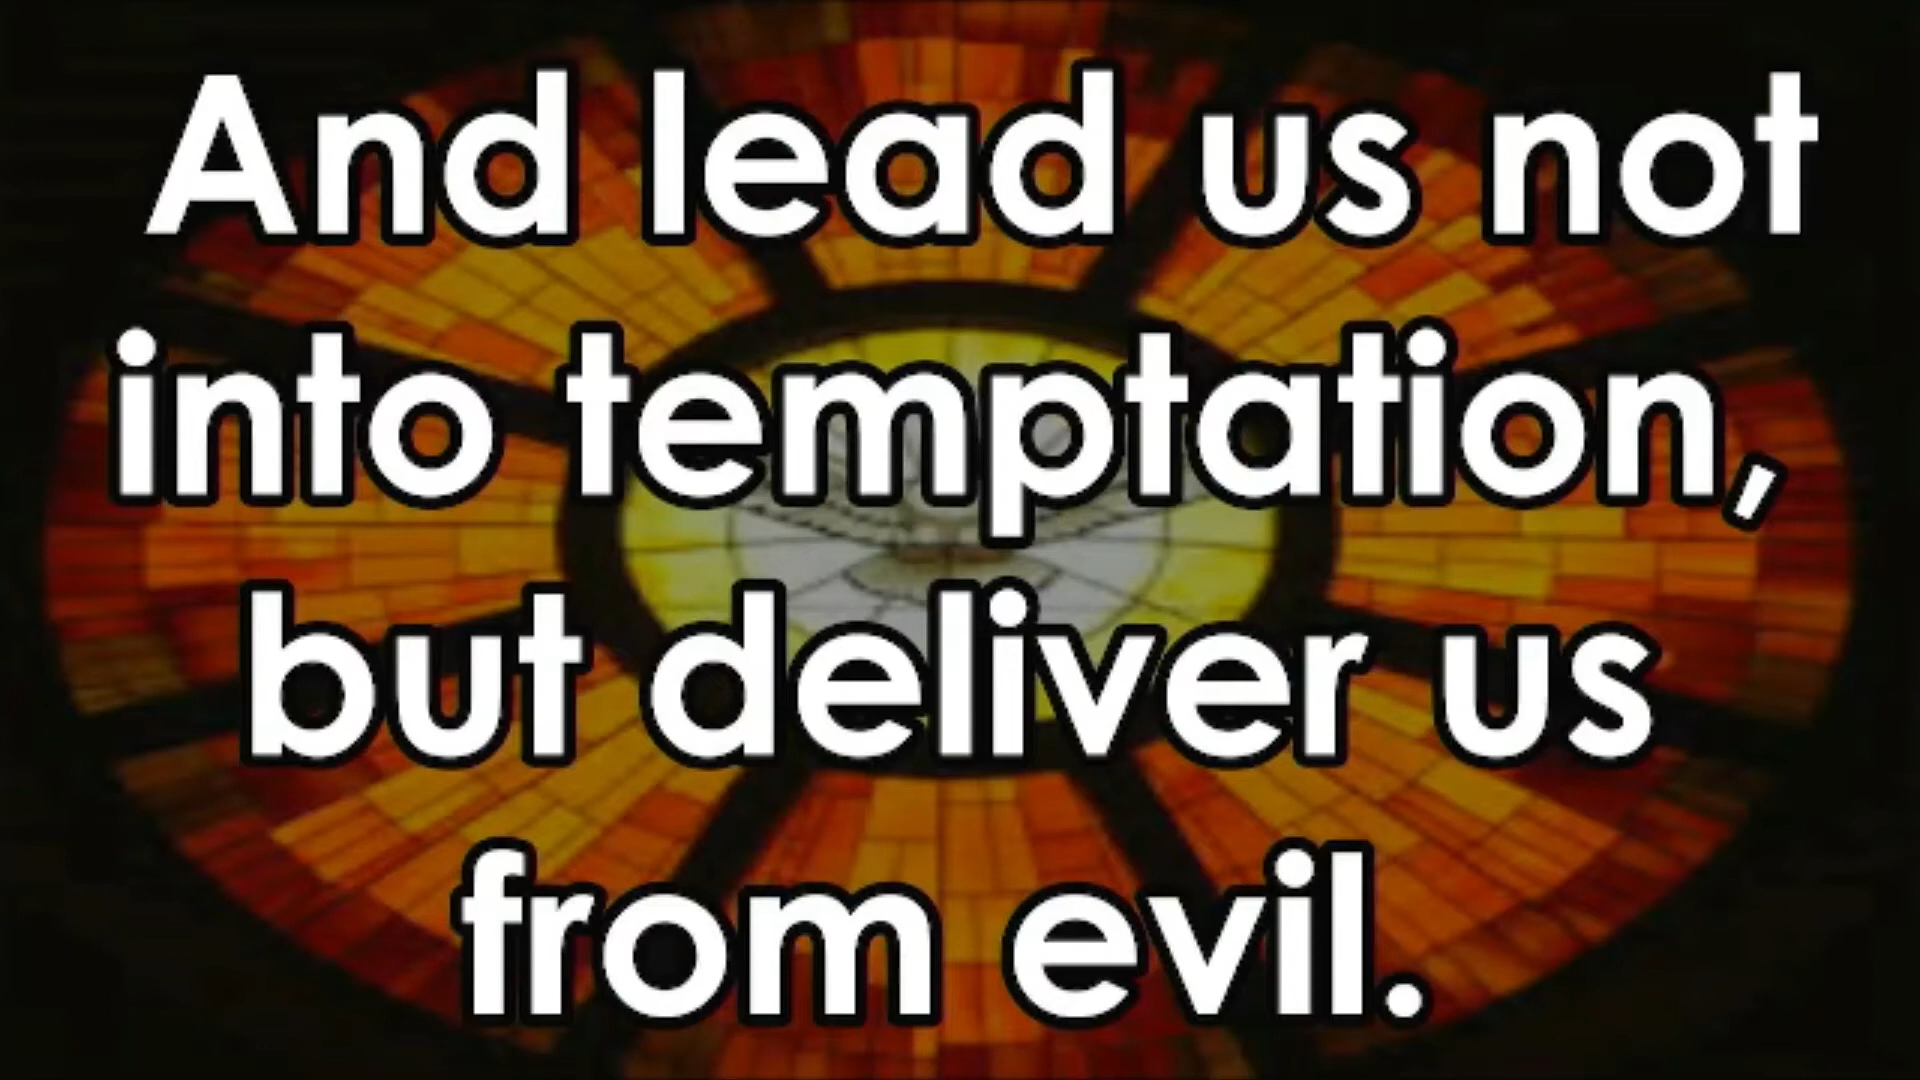 And lead us not
into temptation,
but deliver us
from evil.